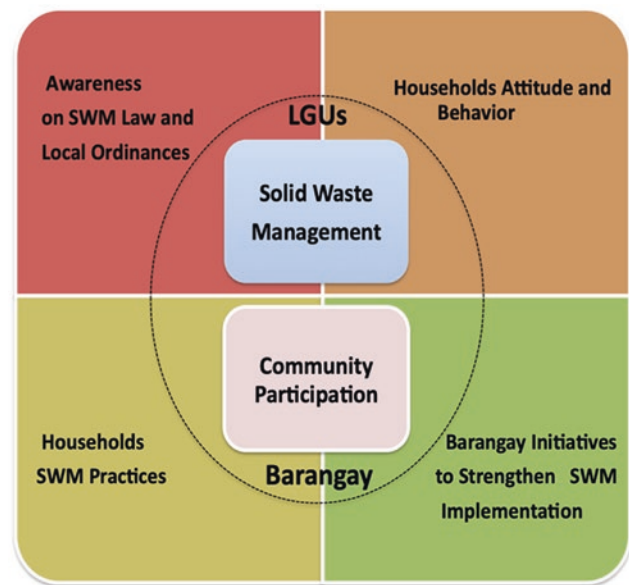 Awareness
on SWM Law and
Local Ordinances
Households Attitude and
Behavior
LGUs
Solid Waste
Management
Community
Participation
Households
SWM Practices
Barangay
Barangay Initiatives
to Strengthen SWM
Implementation